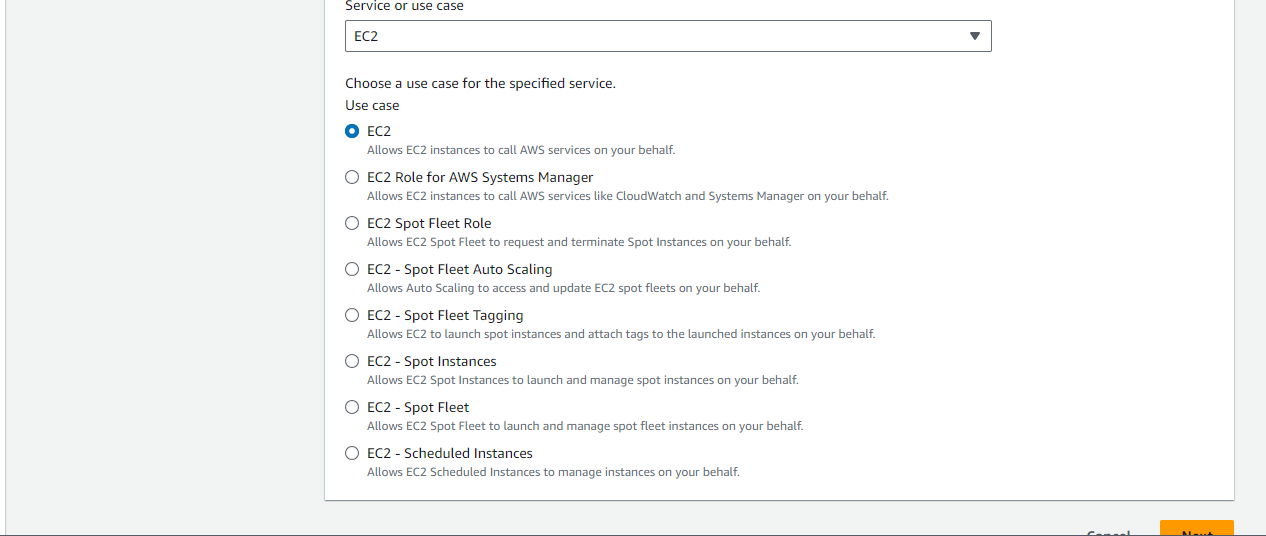 Service or use case
EC2
Choose a use case for the specified service.
Use case
EC2
Allows EC2 instances to call AWS services on your behalf.
EC2 Role for AWS Systems Manager
Allows EC2 instances to call AWS services like CloudWatch and Systems Manager on your behalf.
EC2 Spot Fleet Role
Allows EC2 Spot Fleet to request and terminate Spot Instances on your behalf.
EC2 - Spot Fleet Auto Scaling
Allows Auto Scaling to access and update EC2 spot fleets on your behalf.
EC2 - Spot Fleet Tagging
Allows EC2 to launch spot instances and attach tags to the launched instances on your behalf.
EC2 - Spot Instances
Allows EC2 Spot Instances to launch and manage spot instances on your behalf.
EC2 - Spot Fleet
Allows EC2 Spot Fleet to launch and manage spot fleet instances on your behalf.
EC2 - Scheduled Instances
Allows EC2 Scheduled Instances to manage instances on your behalf.
Cancel Next